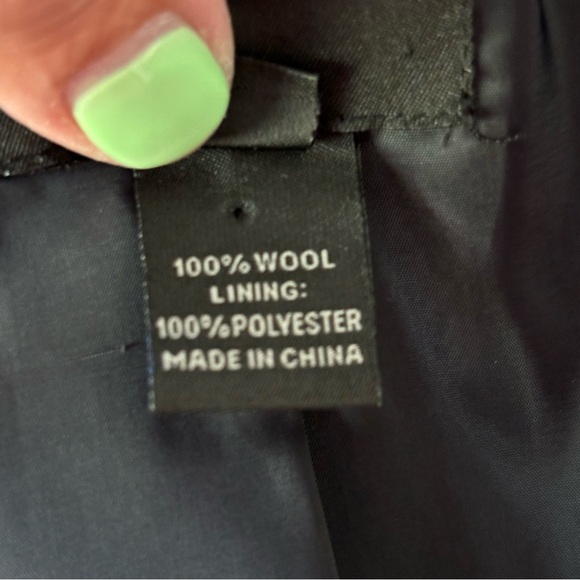 100% WOOL
LINING:
100% POLYESTER
MADE IN CHINA